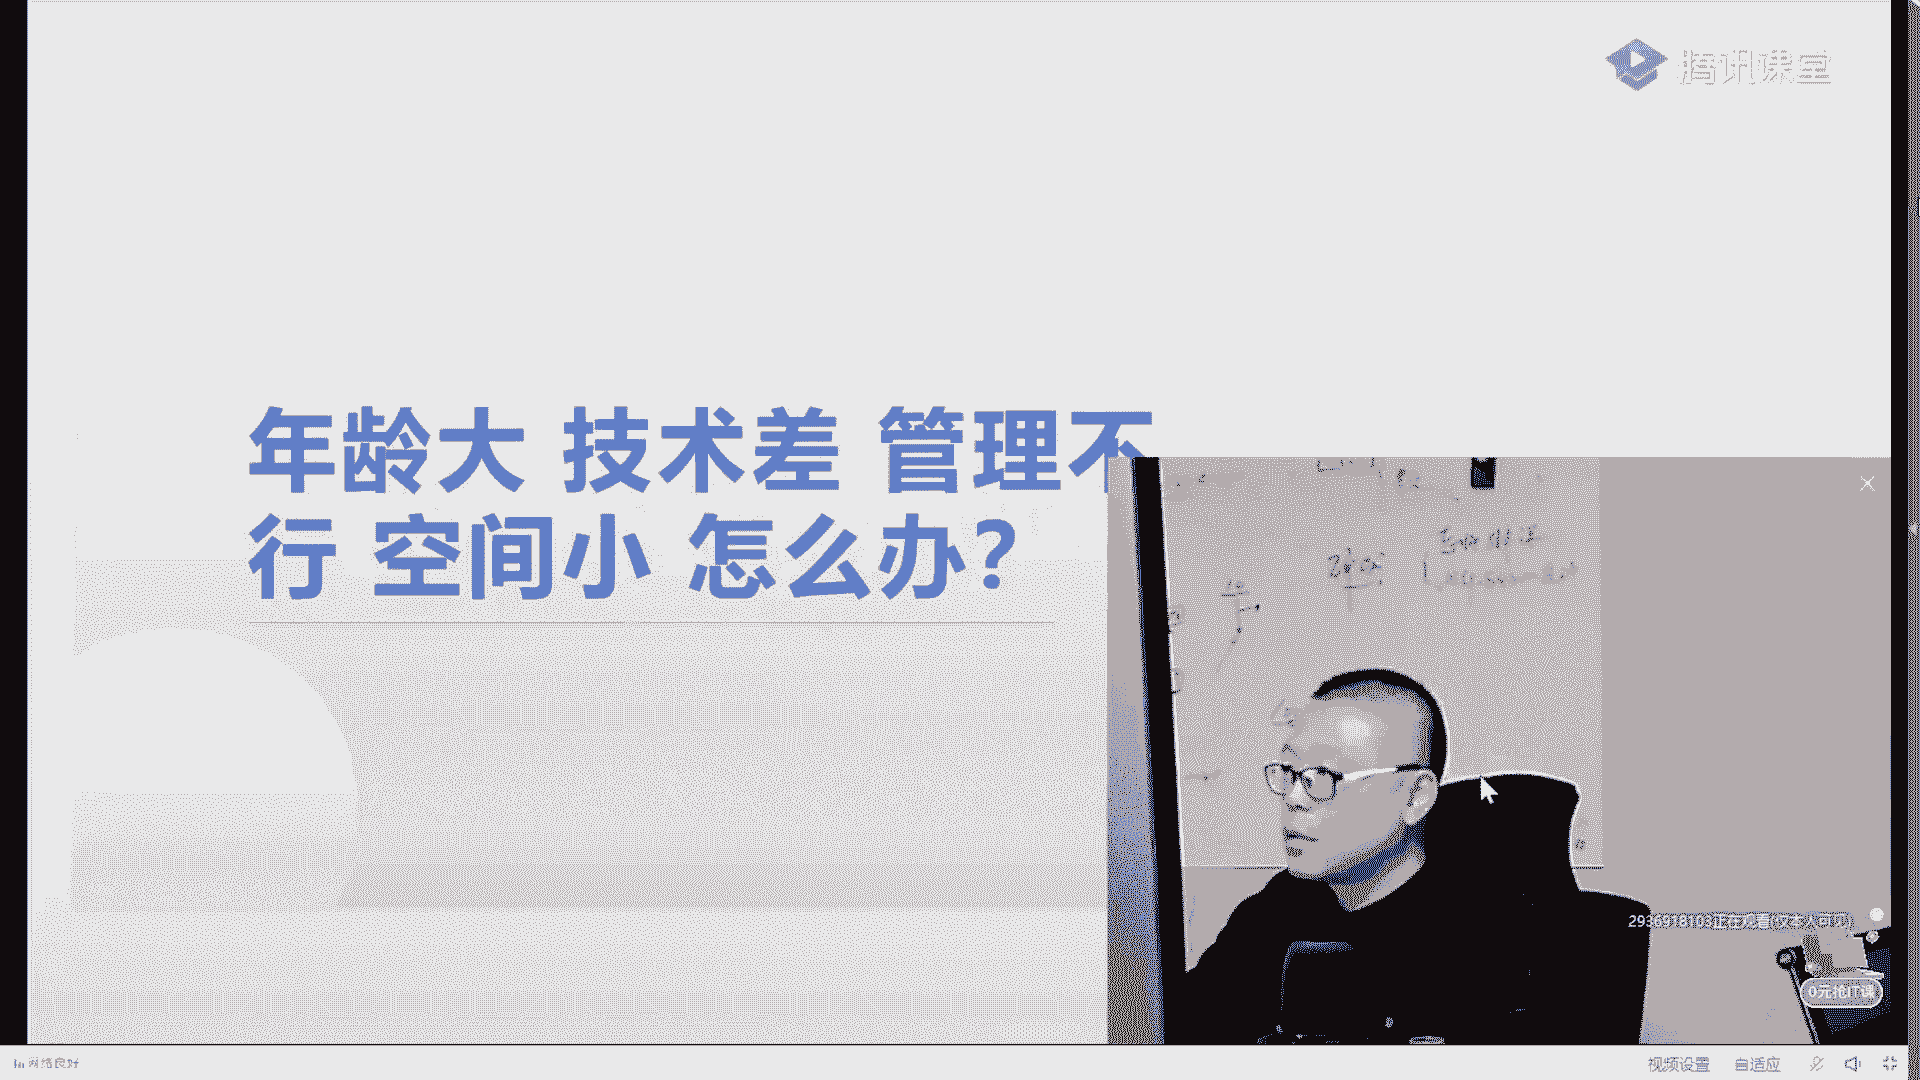 腾讯课堂
年龄大 技术差 管理不
行 空间小 怎么办？
2936918103正在观看(仅本人可见)
0元抢IT课
网络良好
视频设置 自适应